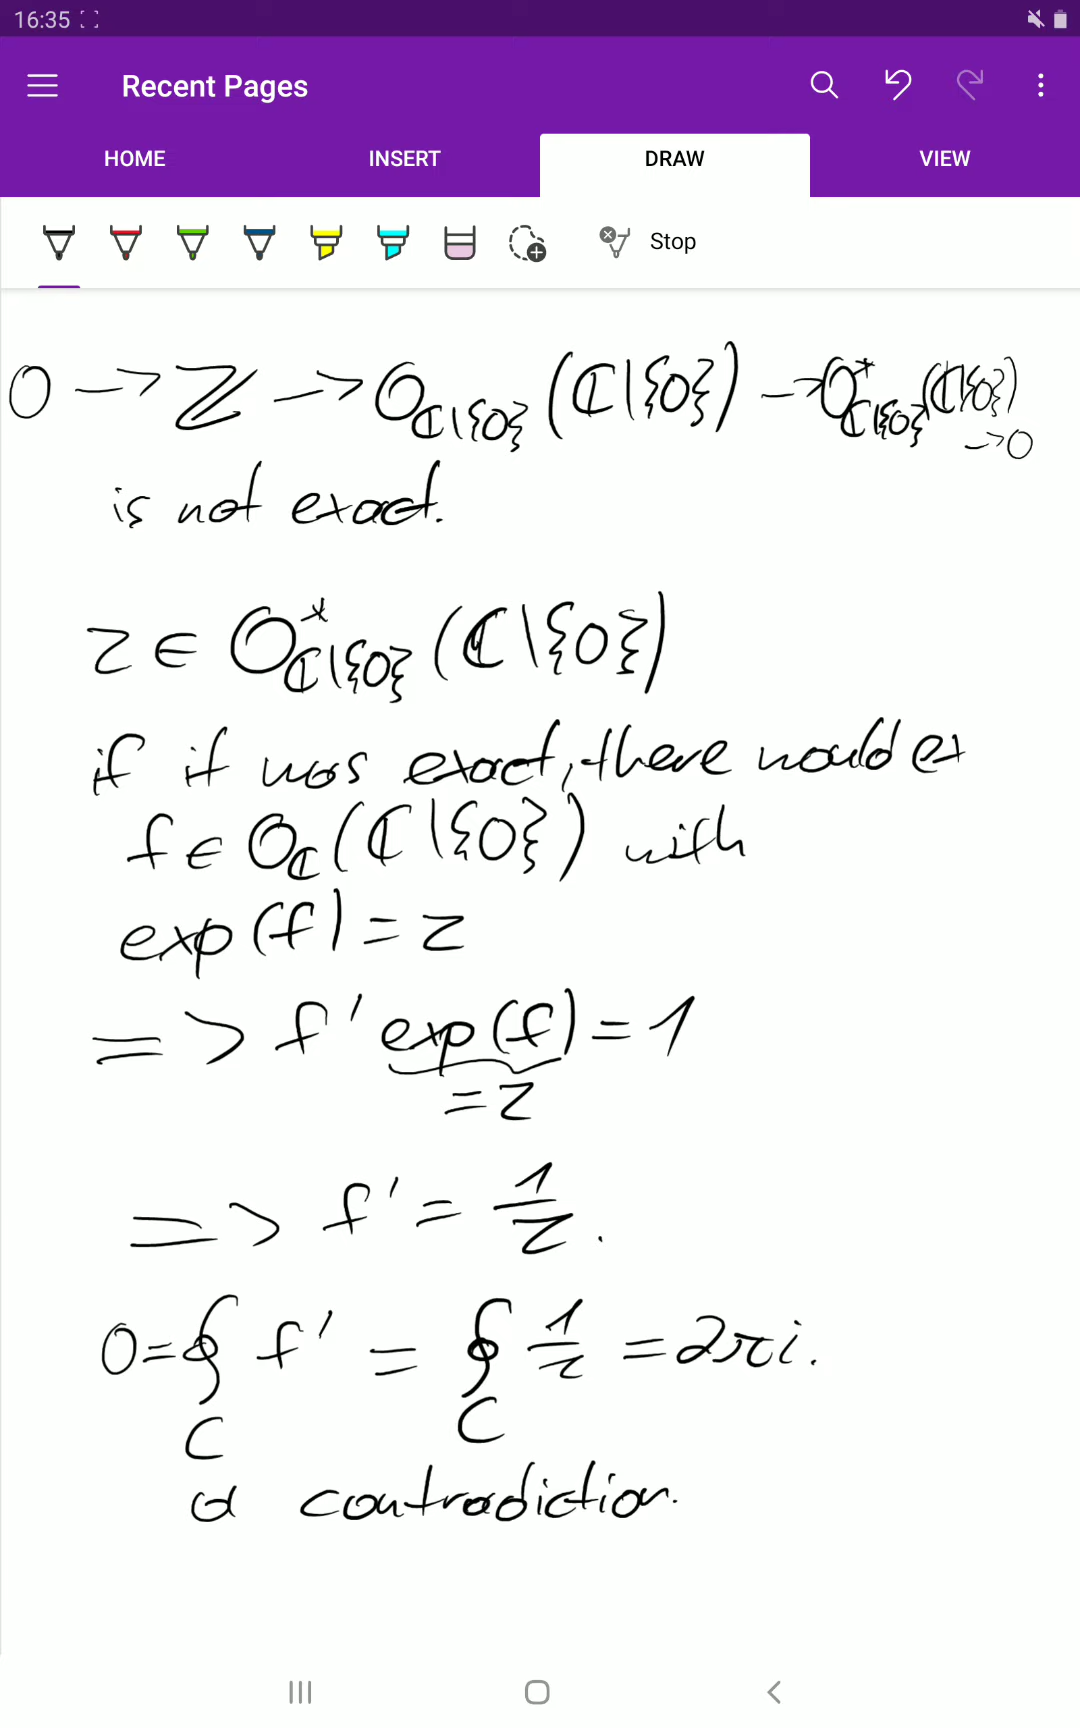 16:35
Recent Pages
HOME INSERT DRAW VIEW
Stop
0 -> ℤ -> O_{ℂ\{0}} (ℂ\{0}) -> O*_{ℂ\{0}} (ℂ\{0})
-> 0
is not exact.
z ∈ O*_{ℂ\{0}} (ℂ\{0})
if it was exact, there would ex
f ∈ O_ℂ (ℂ\{0}) with
exp(f) = z
=> f' exp(f) = 1
= z
=> f' = 1/z.
0 = ∮_C f' = ∮_C 1/z = 2πi.
a contradiction.